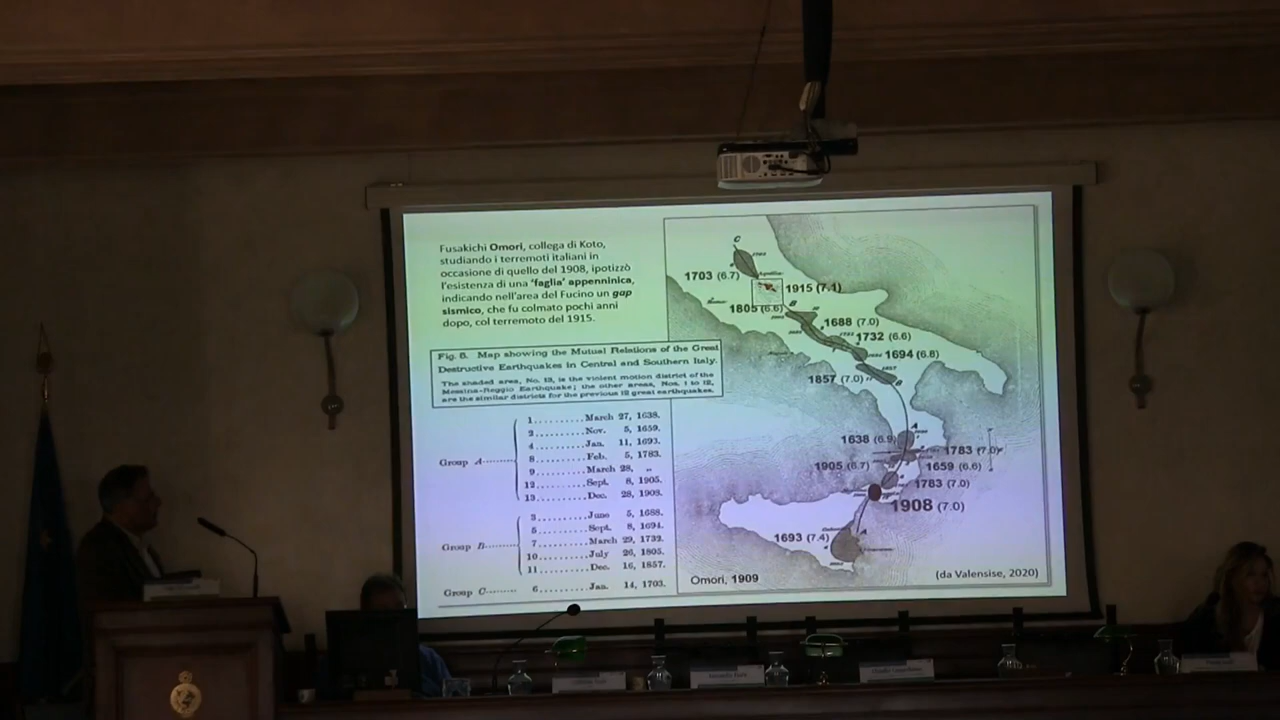 Fusakichi Omori, collega di Koto,
studiando i terremoti italiani in
occasione di quello del 1908, ipotizzò
l'esistenza di una 'faglia' appenninica,
indicando nell'area del Fucino un gap
sismico, che fu colmato pochi anni
dopo, col terremoto del 1915.
Fig. 6. Map showing the Mutual Relations of the Great
Destructive Earthquakes in Central and Southern Italy.
The shaded area, No. 13, is the violent motion district of the
Messina-Reggio Earthquake; the other areas, Nos. 1 to 12,
are the similar districts for the previous 12 great earthquakes.
Group A
1..........March 27, 1638.
2..........Nov. 5, 1659.
4..........Jan. 11, 1693.
8..........Feb. 5, 1783.
9..........March 28, „
12..........Sept. 8, 1905.
13..........Dec. 28, 1908.
Group B
3..........June 5, 1688.
5..........Sept. 8, 1694.
7..........March 29, 1732.
10..........July 26, 1805.
11..........Dec. 16, 1857.
Group C
6..........Jan. 14, 1703.
C
1703 (6.7)
1915 (7.1)
1805 (6.6)
B
1688 (7.0)
1732 (6.6)
1694 (6.8)
1857 (7.0)
B
A
1638 (6.9)
1783 (7.0)
1905 (6.7)
1659 (6.6)
1783 (7.0)
1908 (7.0)
1693 (7.4)
A
Omori, 1909
(da Valensise, 2020)